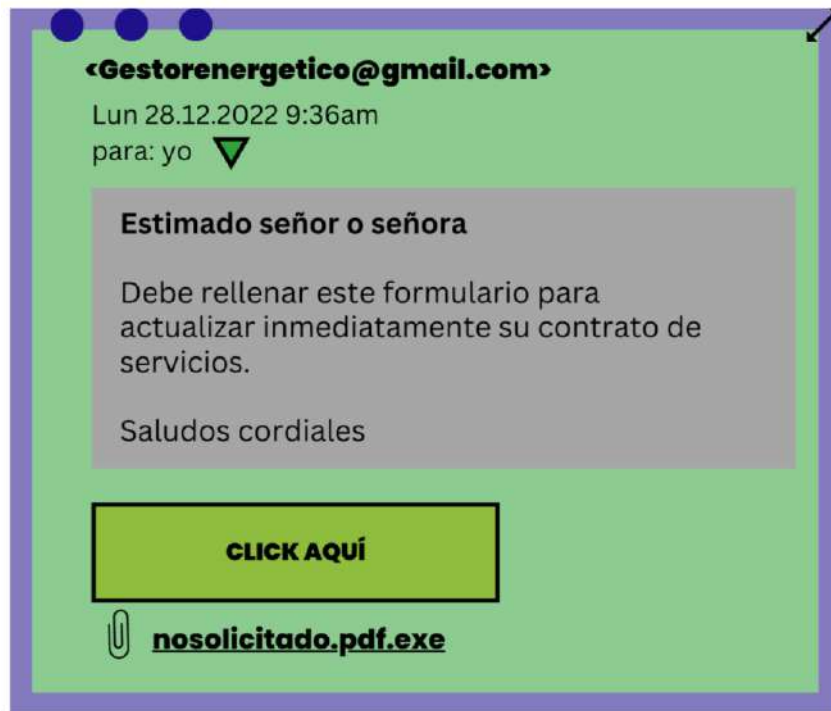 <Gestorenergetico@gmail.com>
Lun 28.12.2022 9:36am
para: yo
Estimado señor o señora
Debe rellenar este formulario para
actualizar inmediatamente su contrato de
servicios.
Saludos cordiales
CLICK AQUÍ
nosolicitado.pdf.exe